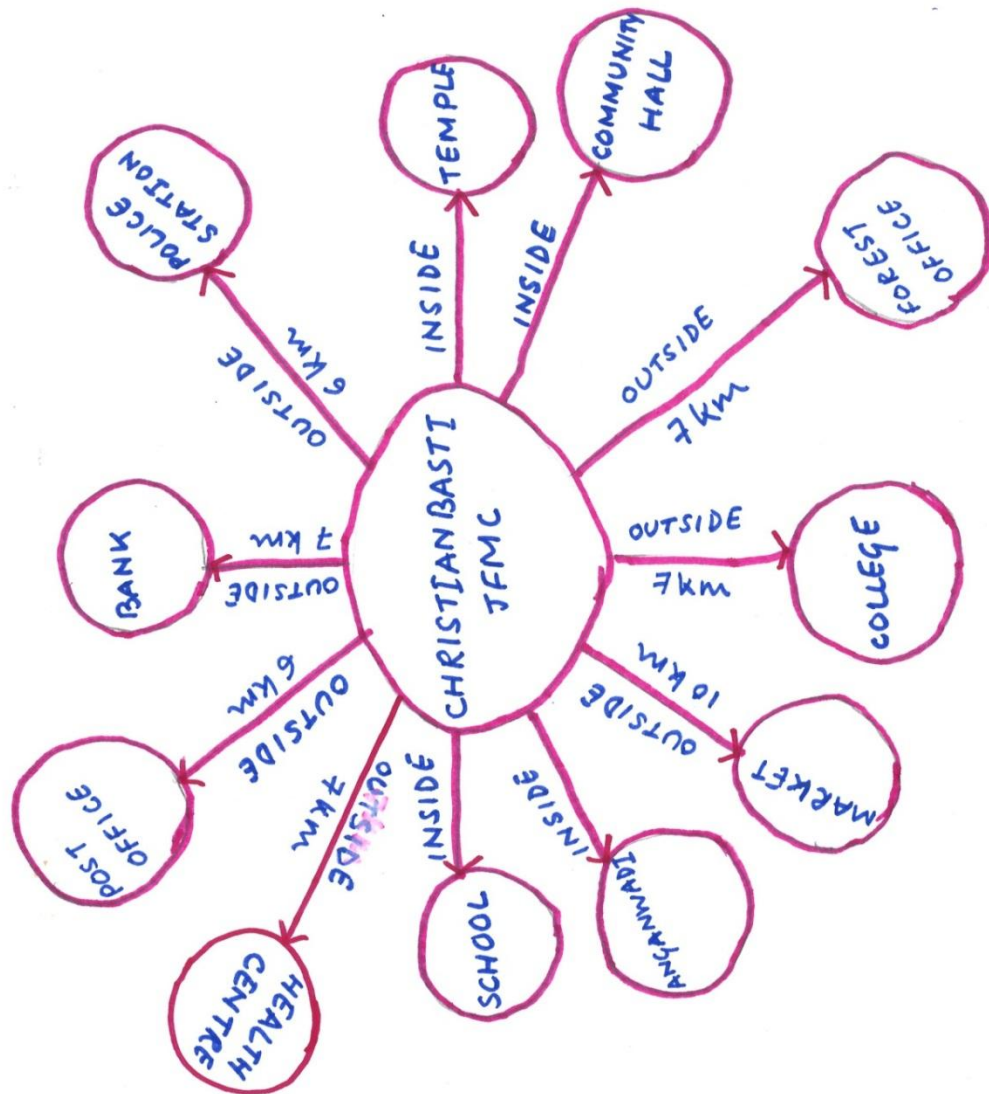 CHRISTIANBASTI
JFMC
TEMPLE
INSIDE
COMMUNITY
HALL
INSIDE
FOREST
OFFICE
OUTSIDE
7 km
COLLEGE
OUTSIDE
7 km
MARKET
10 km
OUTSIDE
ANGANWADI
INSIDE
SCHOOL
INSIDE
HEALTH
CENTRE
OUTSIDE
7 km
POST
OFFICE
6 km
OUTSIDE
BANK
7 km
OUTSIDE
POLICE
STATION
6 km
OUTSIDE